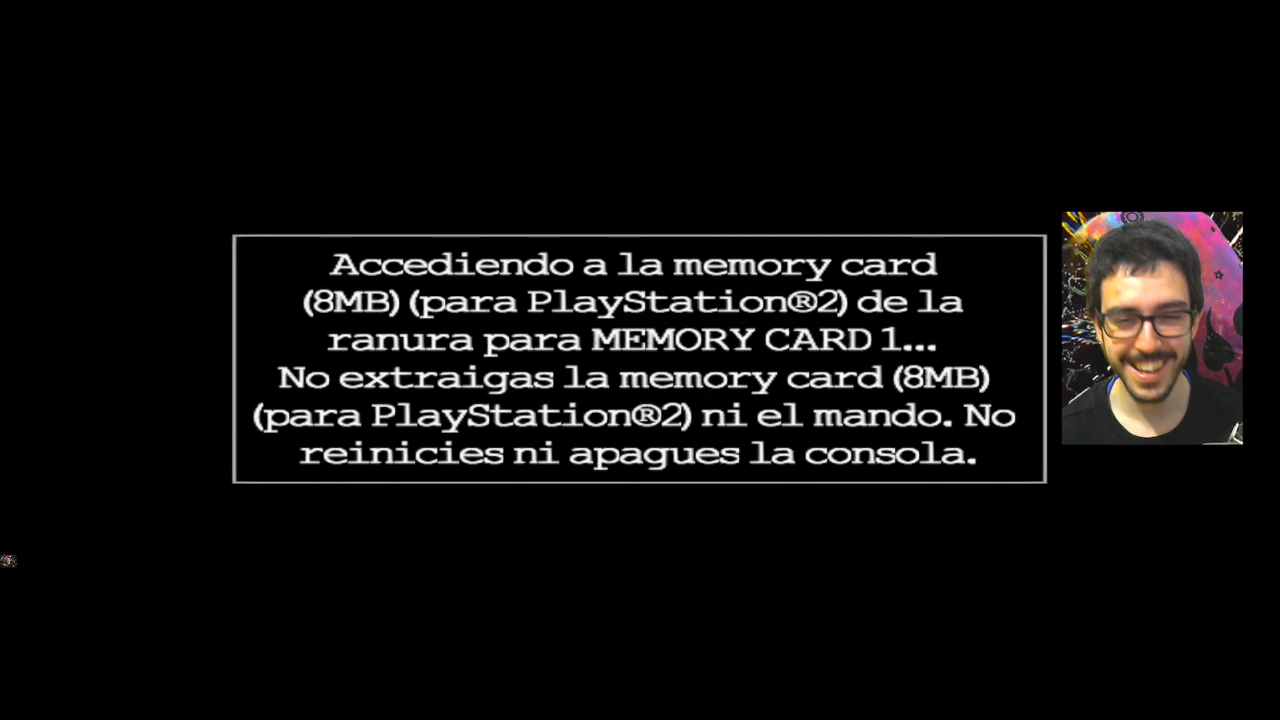 Accediendo a la memory card
(8MB) (para PlayStation®2) de la
ranura para MEMORY CARD 1...
No extraigas la memory card (8MB)
(para PlayStation®2) ni el mando. No
reinicies ni apagues la consola.